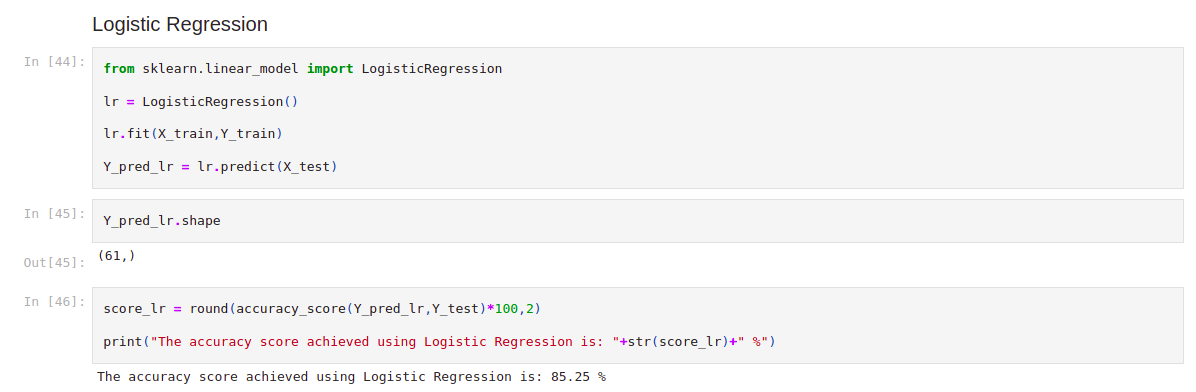 Logistic Regression
In [44]:
from sklearn.linear_model import LogisticRegression
lr = LogisticRegression()
lr.fit(X_train,Y_train)
Y_pred_lr = lr.predict(X_test)
In [45]:
Y_pred_lr.shape
Out[45]:
(61,)
In [46]:
score_lr = round(accuracy_score(Y_pred_lr,Y_test)*100,2)
print("The accuracy score achieved using Logistic Regression is: "+str(score_lr)+" %")
The accuracy score achieved using Logistic Regression is: 85.25 %